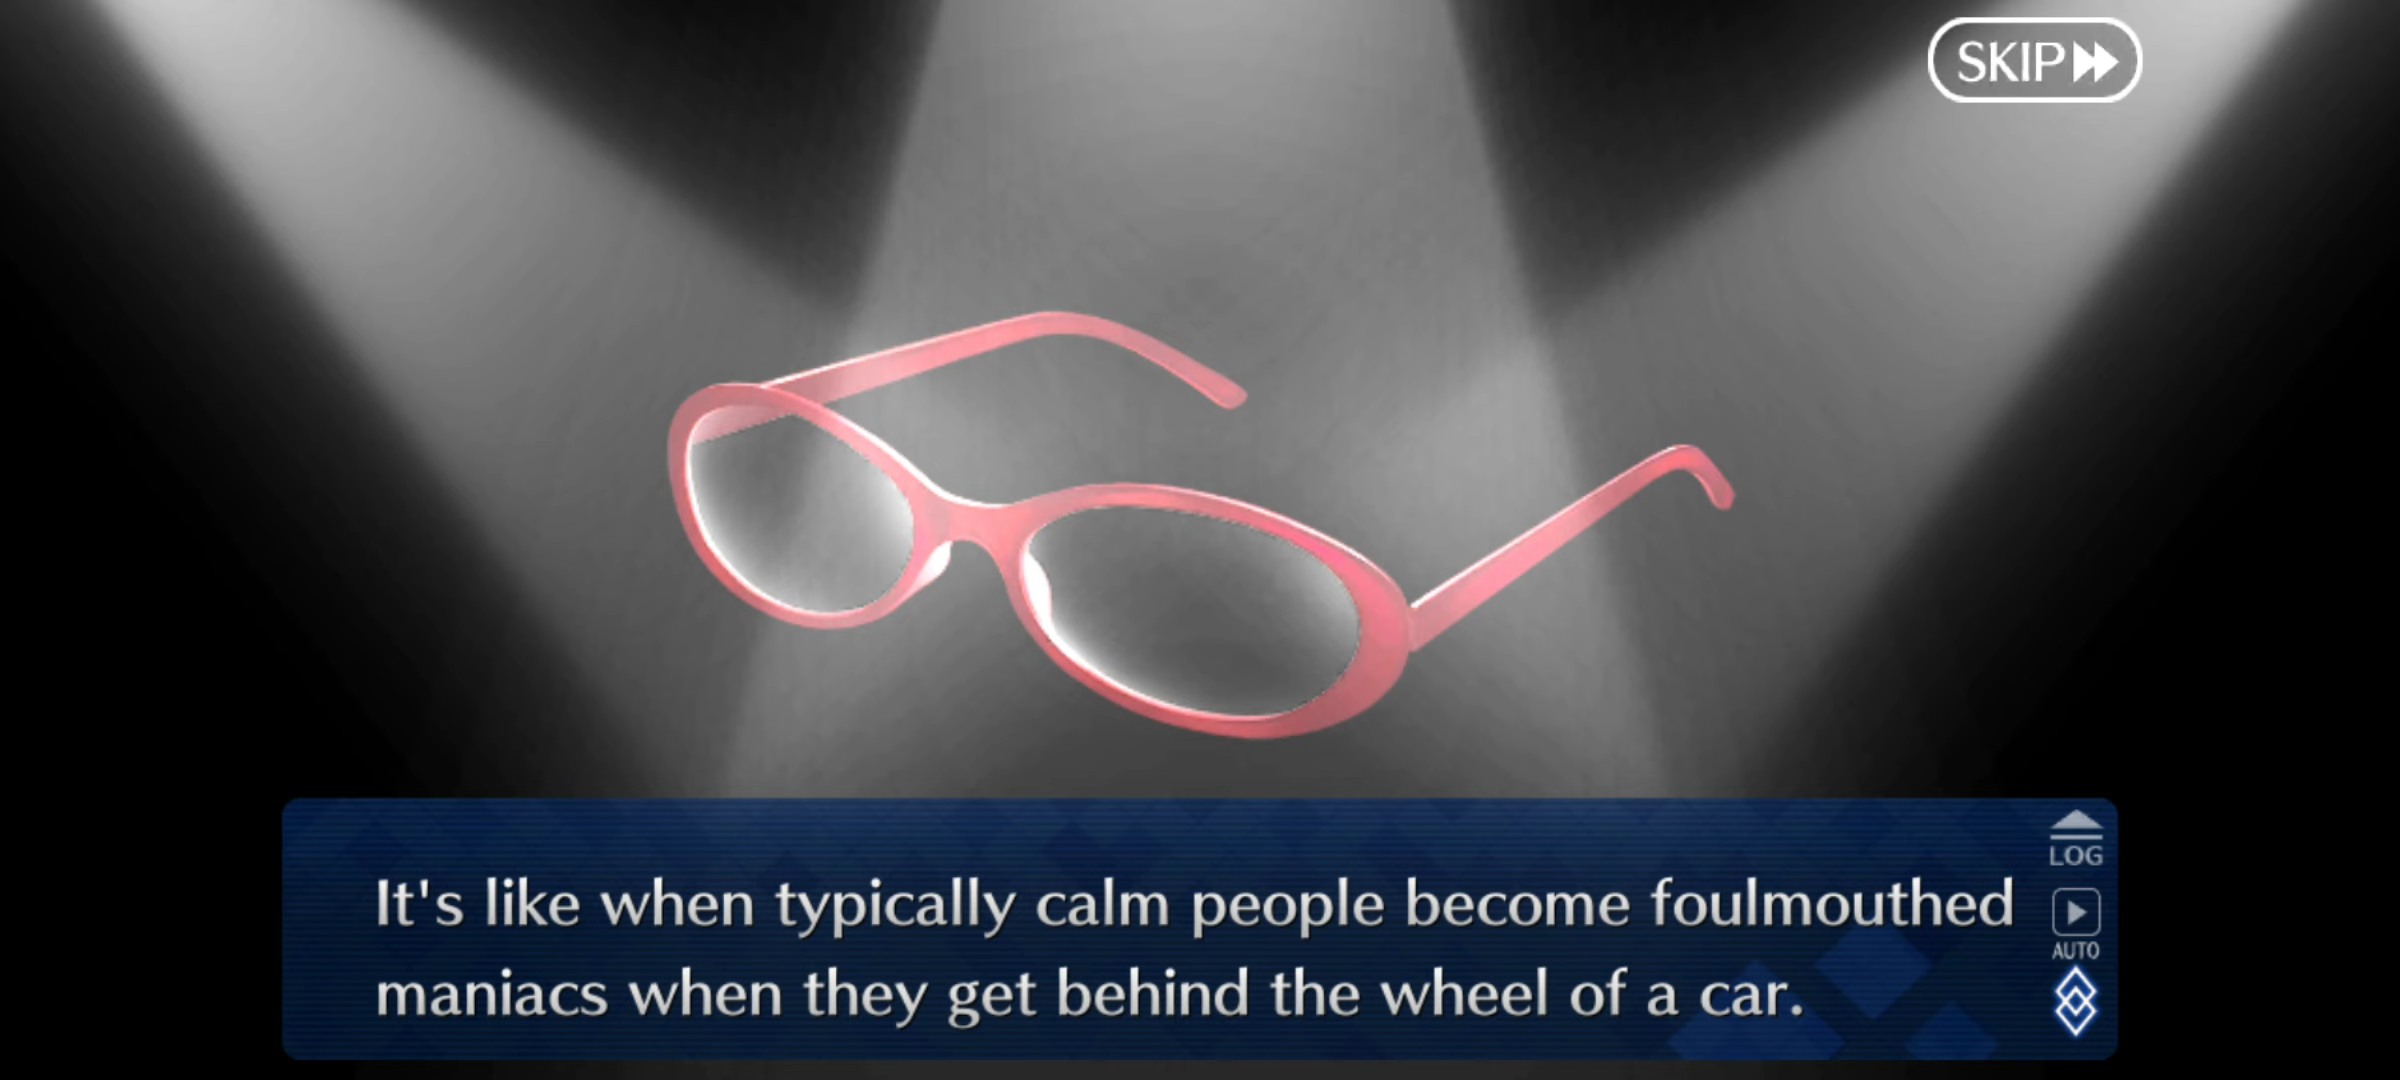 SKIP
LOG
It's like when typically calm people become foulmouthed
AUTO
maniacs when they get behind the wheel of a car.